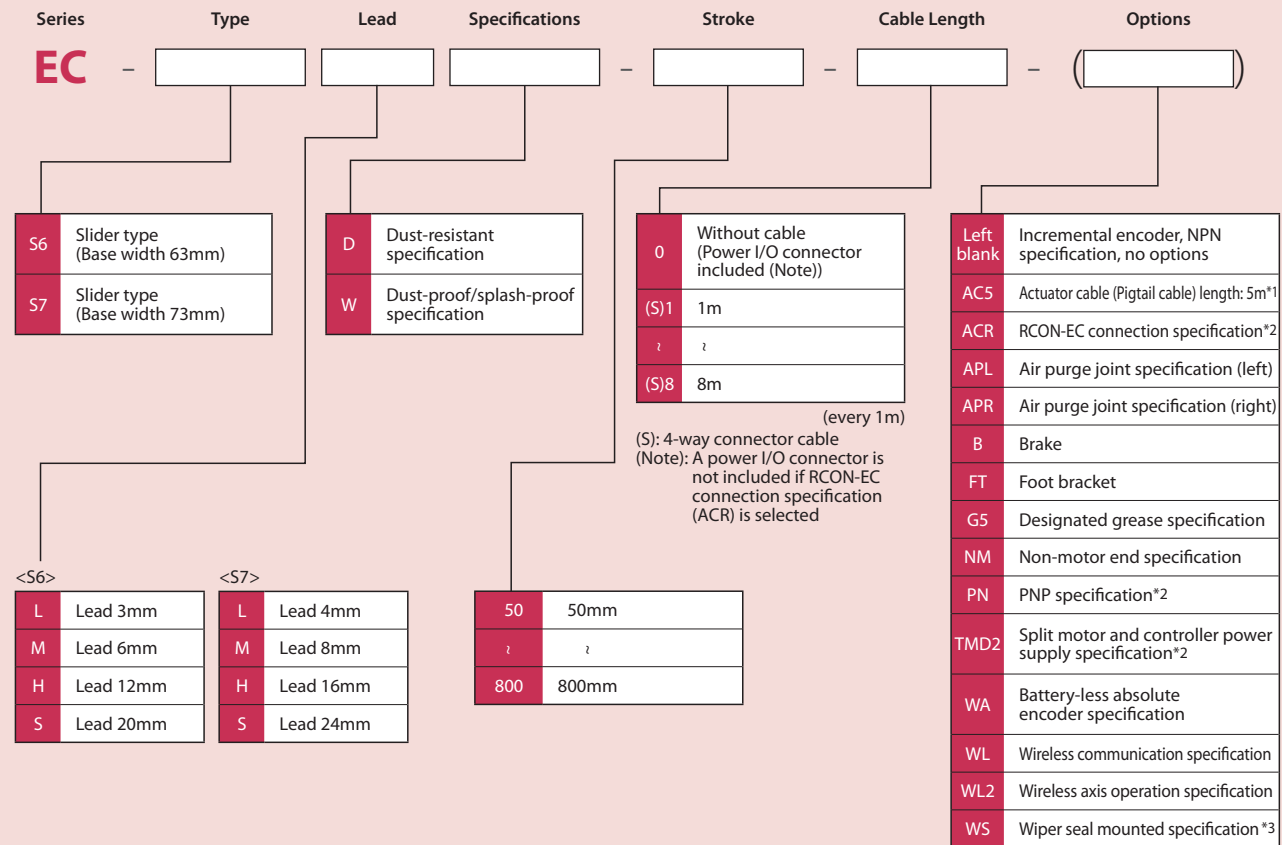 Series Type Lead Specifications Stroke Cable Length Options
EC – – – – ( )
S6 Slider type
(Base width 63mm)
S7 Slider type
(Base width 73mm)
D Dust-resistant
specification
W Dust-proof/splash-proof
specification
0 Without cable
(Power I/O connector
included (Note))
(S)1 1m
~ ~
(S)8 8m
(every 1m)
(S): 4-way connector cable
(Note): A power I/O connector is
not included if RCON-EC
connection specification
(ACR) is selected
Left
blank
Incremental encoder, NPN
specification, no options
AC5 Actuator cable (Pigtail cable) length: 5m*1
ACR RCON-EC connection specification*2
APL Air purge joint specification (left)
APR Air purge joint specification (right)
B Brake
FT Foot bracket
G5 Designated grease specification
NM Non-motor end specification
PN PNP specification*2
TMD2 Split motor and controller power
supply specification*2
WA Battery-less absolute
encoder specification
WL Wireless communication specification
WL2 Wireless axis operation specification
WS Wiper seal mounted specification*3
<S6>
L Lead 3mm
M Lead 6mm
H Lead 12mm
S Lead 20mm
<S7>
L Lead 4mm
M Lead 8mm
H Lead 16mm
S Lead 24mm
50 50mm
~ ~
800 800mm